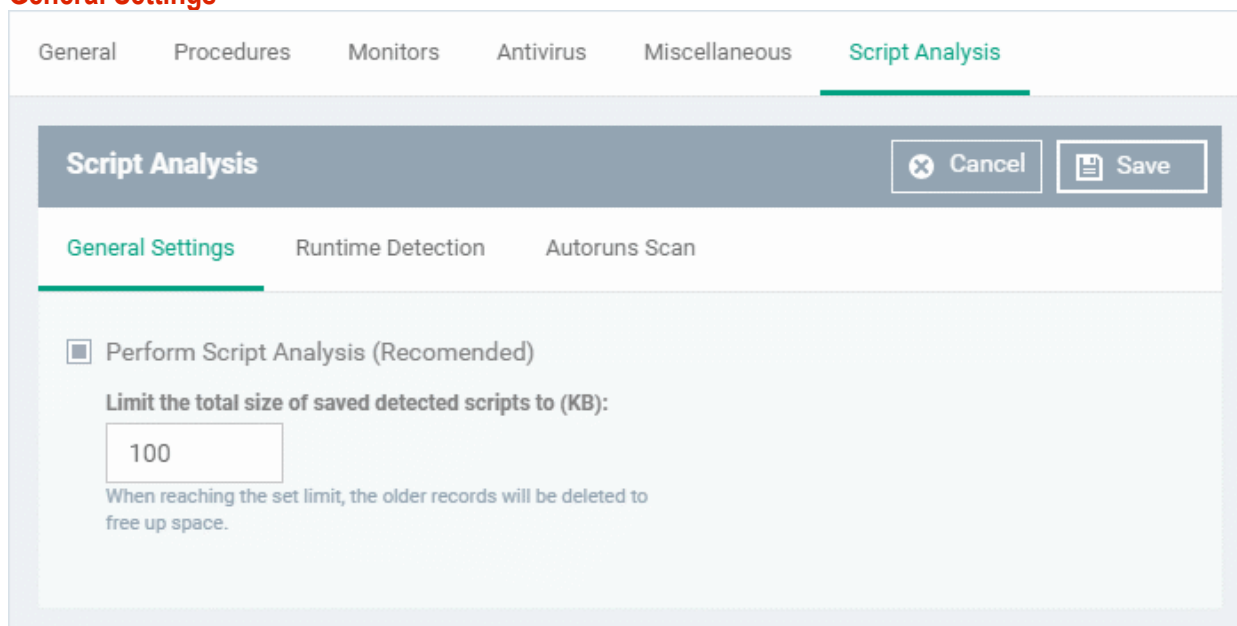 General Settings
General Procedures Monitors Antivirus Miscellaneous Script Analysis
Script Analysis Cancel Save
General Settings Runtime Detection Autoruns Scan
Perform Script Analysis (Recomended)
Limit the total size of saved detected scripts to (KB):
100
When reaching the set limit, the older records will be deleted to
free up space.